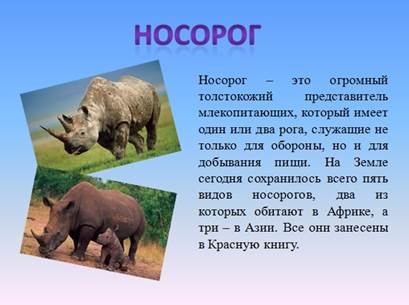 НОСОРОГ
Носорог – это огромный
толстокожий представитель
млекопитающих, который имеет
один или два рога, служащие не
только для обороны, но и для
добывания пищи. На Земле
сегодня сохранилось всего пять
видов носорогов, два из
которых обитают в Африке, а
три – в Азии. Все они занесены
в Красную книгу.